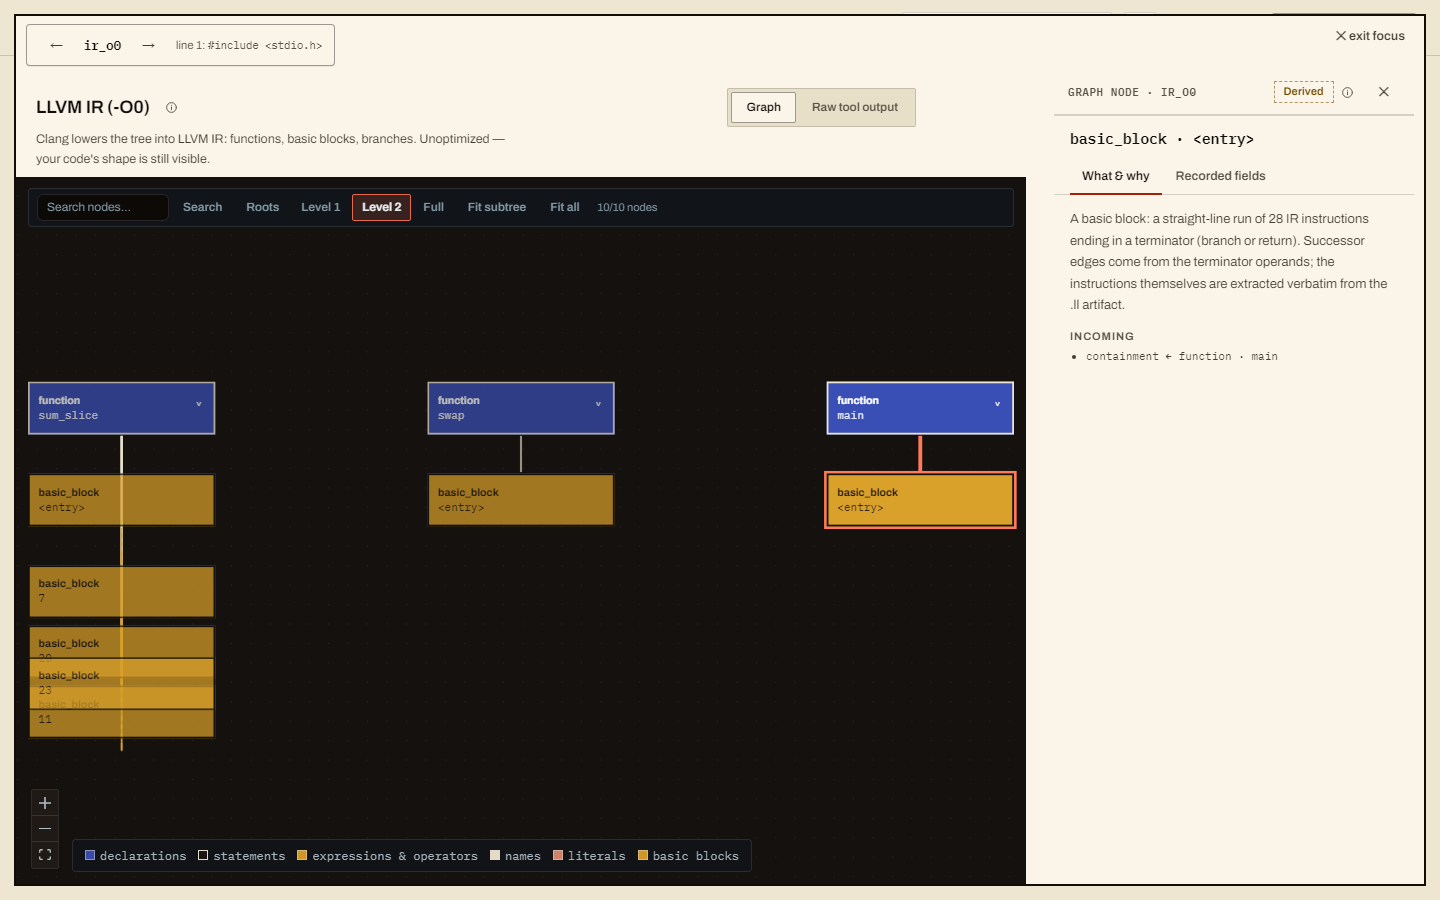 ← ir_o0 → line 1: #include <stdio.h>
exit focus
LLVM IR (-O0)
Graph
Raw tool output
Clang lowers the tree into LLVM IR: functions, basic blocks, branches. Unoptimized —
your code's shape is still visible.
Search nodes...
Search
Roots
Level 1
Level 2
Full
Fit subtree
Fit all
10/10 nodes
function
sum_slice
v
function
swap
v
function
main
v
basic_block
<entry>
basic_block
<entry>
basic_block
<entry>
basic_block
7
basic_block
20
basic_block
23
basic_block
11
declarations
statements
expressions & operators
names
literals
basic blocks
GRAPH NODE · IR_O0
Derived
basic_block · <entry>
What & why
Recorded fields
A basic block: a straight-line run of 28 IR instructions
ending in a terminator (branch or return). Successor
edges come from the terminator operands; the
instructions themselves are extracted verbatim from the
.ll artifact.
INCOMING
• containment ← function · main